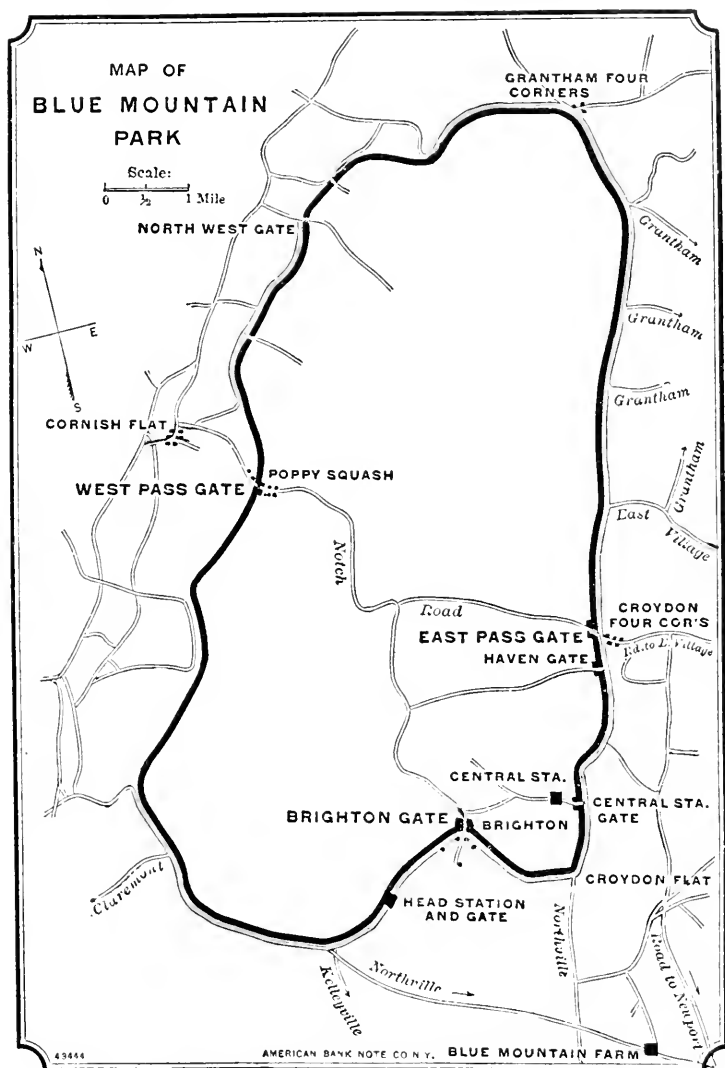 MAP OF
BLUE MOUNTAIN
PARK
Scale:
0 ½ 1 Mile
GRANTHAM FOUR
CORNERS
NORTH WEST GATE
Grantham
N
W E
S
Grantham
Grantham
CORNISH FLAT
POPPY SQUASH
WEST PASS GATE
Grantham
East
Village
Notch
Road
CROYDON
FOUR COR'S
EAST PASS GATE
Rd. to E. Village
HAVEN GATE
CENTRAL STA.
CENTRAL STA.
GATE
BRIGHTON GATE
BRIGHTON
CROYDON FLAT
Claremont
HEAD STATION
AND GATE
Northville
Road to Newport
Northville
Kelleyville
49444
AMERICAN BANK NOTE CO N.Y.
BLUE MOUNTAIN FARM